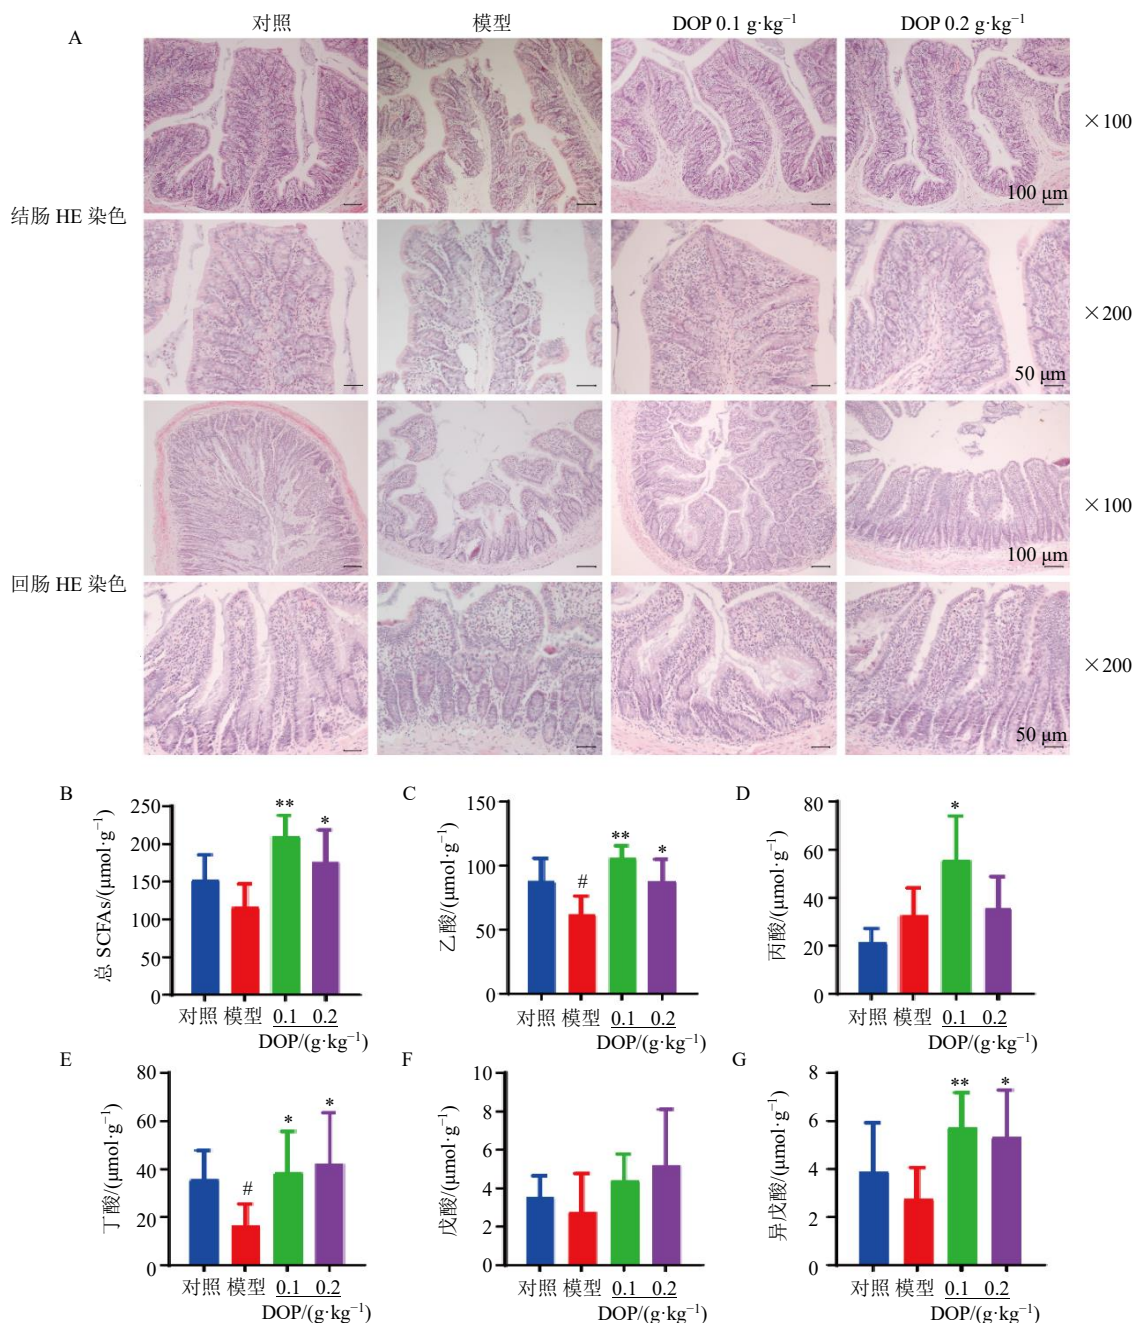 A
对照 模型 DOP 0.1 g·kg⁻¹ DOP 0.2 g·kg⁻¹
×100
100 μm
结肠 HE 染色
×200
50 μm
×100
100 μm
回肠 HE 染色
×200
50 μm
B
总 SCFAs/(μmol·g⁻¹)
250
200
150
100
50
0
** *
对照 模型 0.1 0.2
DOP/(g·kg⁻¹)
C
乙酸/(μmol·g⁻¹)
150
100
50
0
# ** *
对照 模型 0.1 0.2
DOP/(g·kg⁻¹)
D
丙酸/(μmol·g⁻¹)
80
60
40
20
0
*
对照 模型 0.1 0.2
DOP/(g·kg⁻¹)
E
丁酸/(μmol·g⁻¹)
80
60
40
20
0
# * *
对照 模型 0.1 0.2
DOP/(g·kg⁻¹)
F
戊酸/(μmol·g⁻¹)
10
8
6
4
2
0
对照 模型 0.1 0.2
DOP/(g·kg⁻¹)
G
异戊酸/(μmol·g⁻¹)
8
6
4
2
0
** *
对照 模型 0.1 0.2
DOP/(g·kg⁻¹)